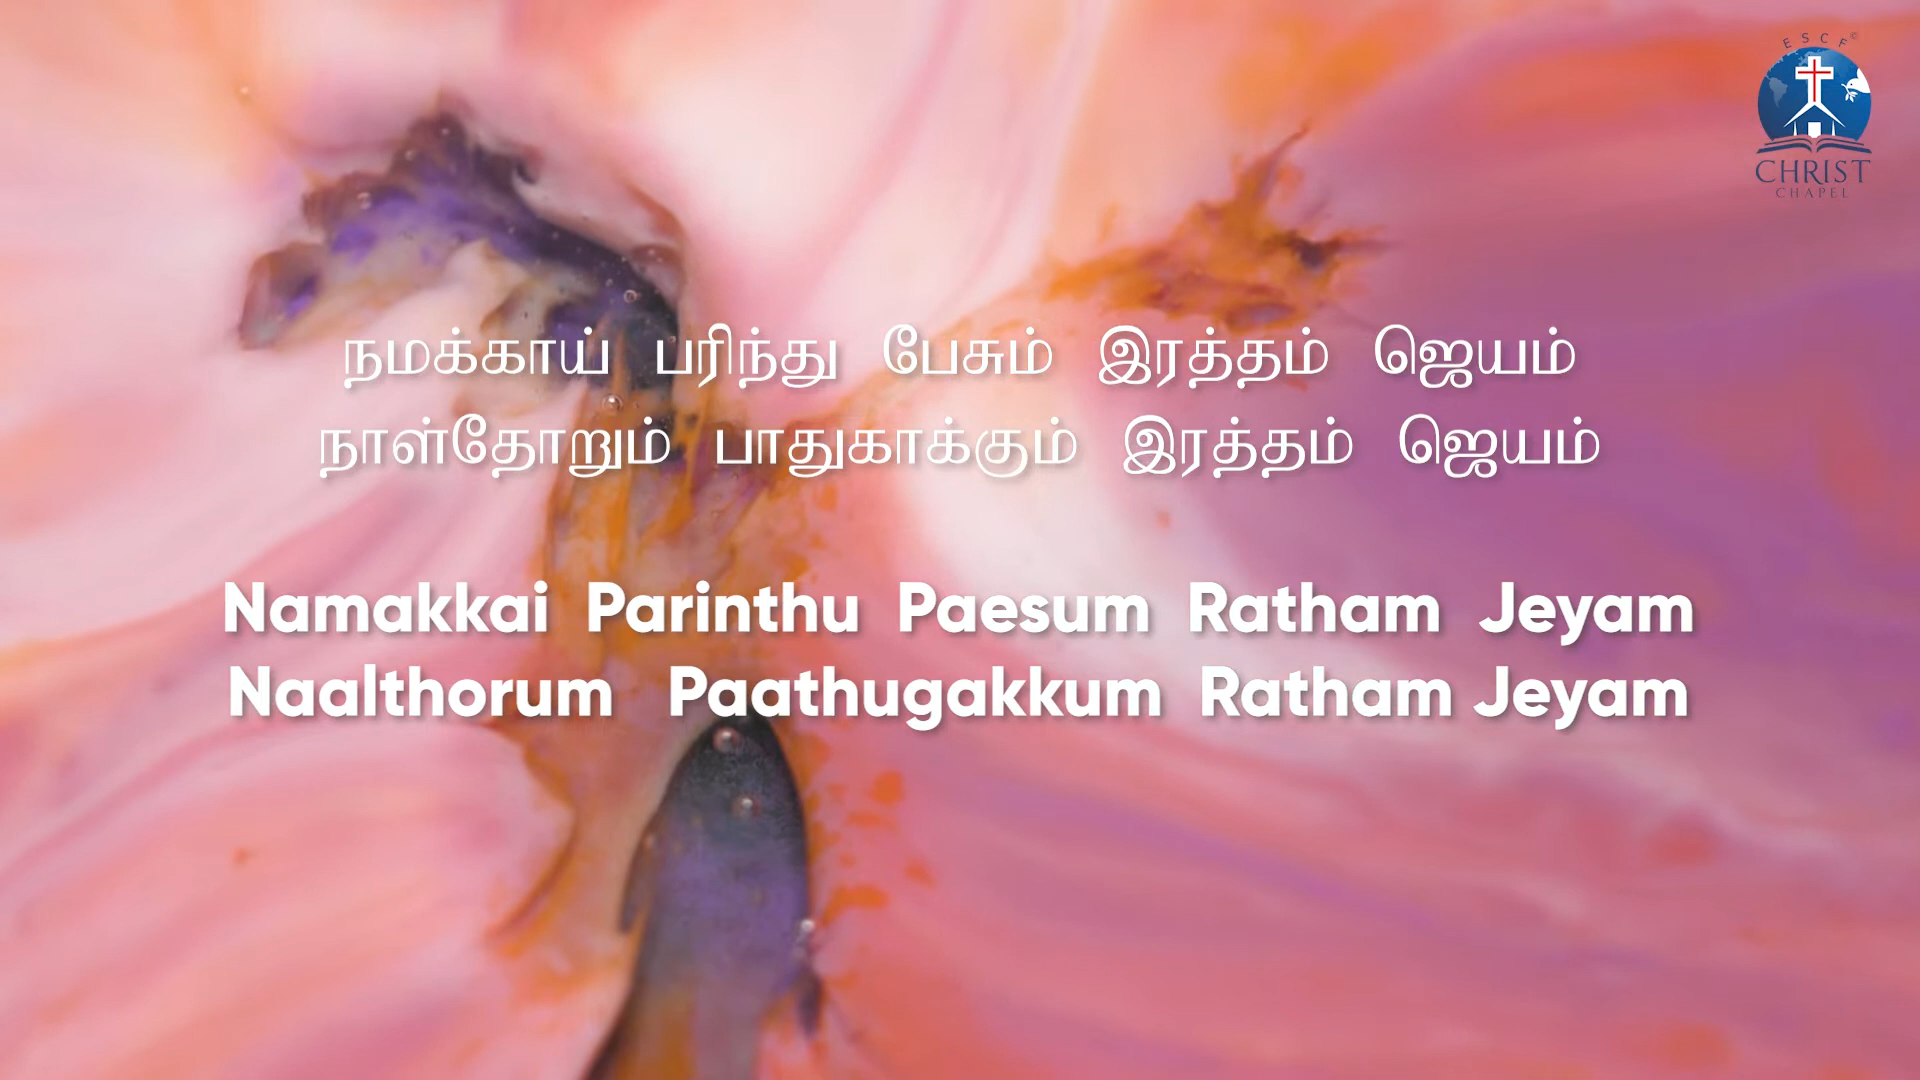 ESCF©
CHRIST
CHAPEL
நமக்காய் பரிந்து பேசும் இரத்தம் ஜெயம்
நாள்தோறும் பாதுகாக்கும் இரத்தம் ஜெயம்
Namakkai Parinthu Paesum Ratham Jeyam
Naalthorum Paathugakkum Ratham Jeyam